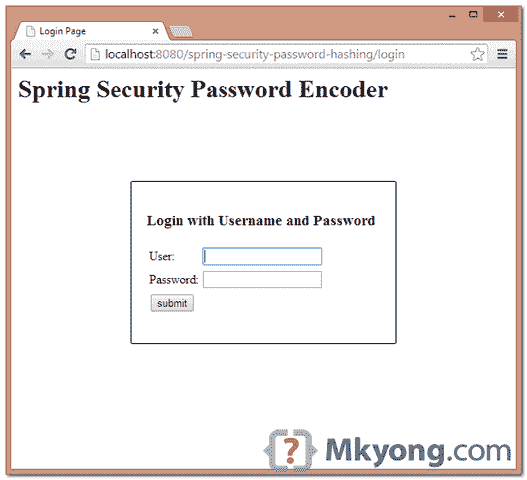 Login Page
localhost:8080/spring-security-password-hashing/login
Spring Security Password Encoder
Login with Username and Password
User:
Password:
submit
{?} Mkyong.com